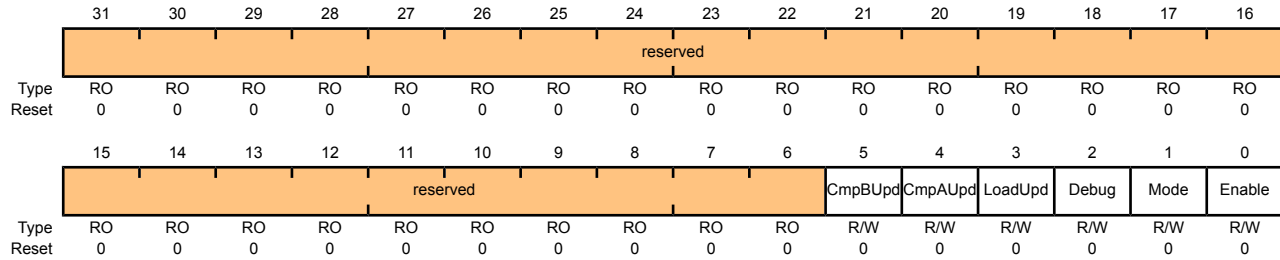 31 30 29 28 27 26 25 24 23 22 21 20 19 18 17 16
reserved
Type RO RO RO RO RO RO RO RO RO RO RO RO RO RO RO RO
Reset 0 0 0 0 0 0 0 0 0 0 0 0 0 0 0 0
15 14 13 12 11 10 9 8 7 6 5 4 3 2 1 0
reserved CmpBUpd CmpAUpd LoadUpd Debug Mode Enable
Type RO RO RO RO RO RO RO RO RO RO R/W R/W R/W R/W R/W R/W
Reset 0 0 0 0 0 0 0 0 0 0 0 0 0 0 0 0